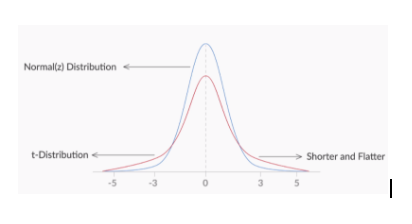 Normal(z) Distribution
t-Distribution
Shorter and Flatter
-5 -3 0 3 5